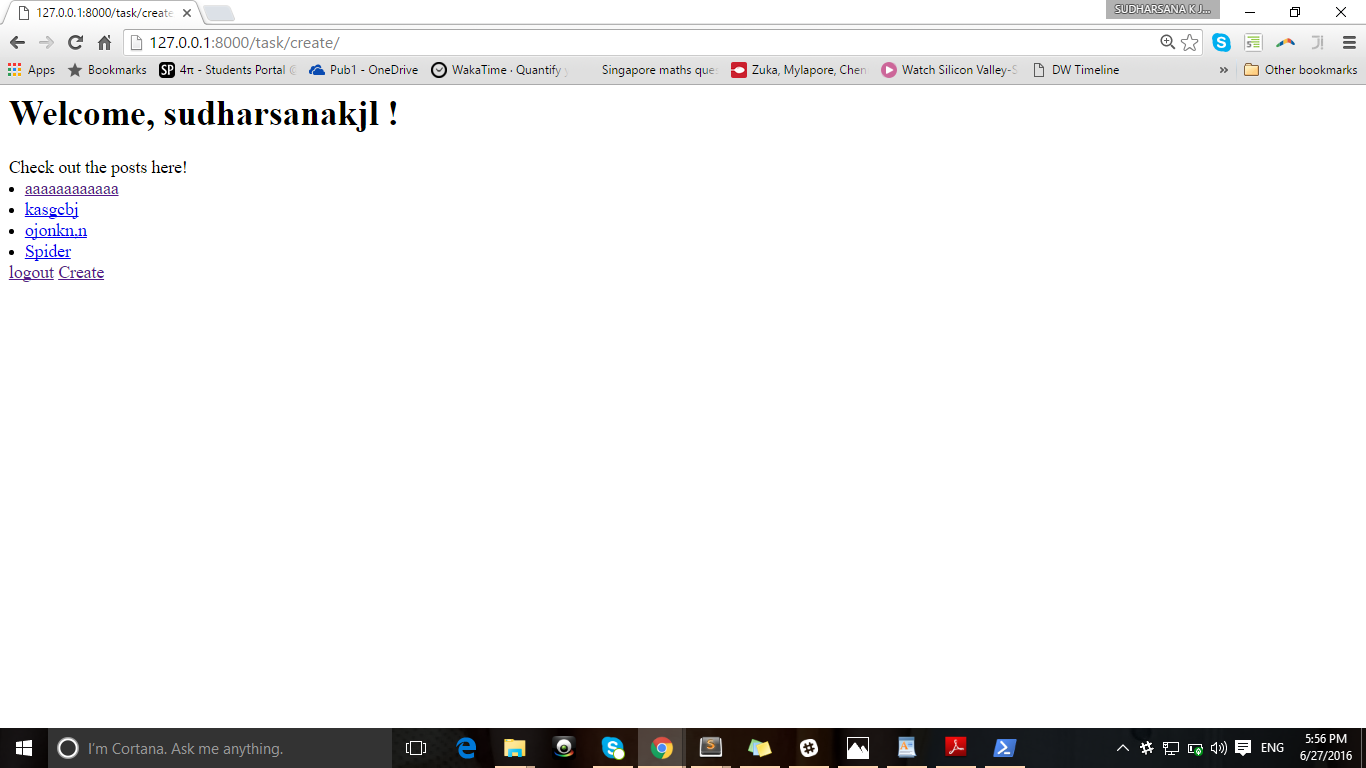 127.0.0.1:8000/task/create
SUDHARSANA K J...
127.0.0.1:8000/task/create/
Apps Bookmarks SP 4π - Students Portal Pub1 - OneDrive WakaTime · Quantify Singapore maths que Zuka, Mylapore, Chen Watch Silicon Valley-S DW Timeline » Other bookmarks
Welcome, sudharsanakjl !
Check out the posts here!
aaaaaaaaaaaa
kasgcbj
ojonkn,n
Spider
logout Create
I'm Cortana. Ask me anything.
ENG
5:56 PM
6/27/2016